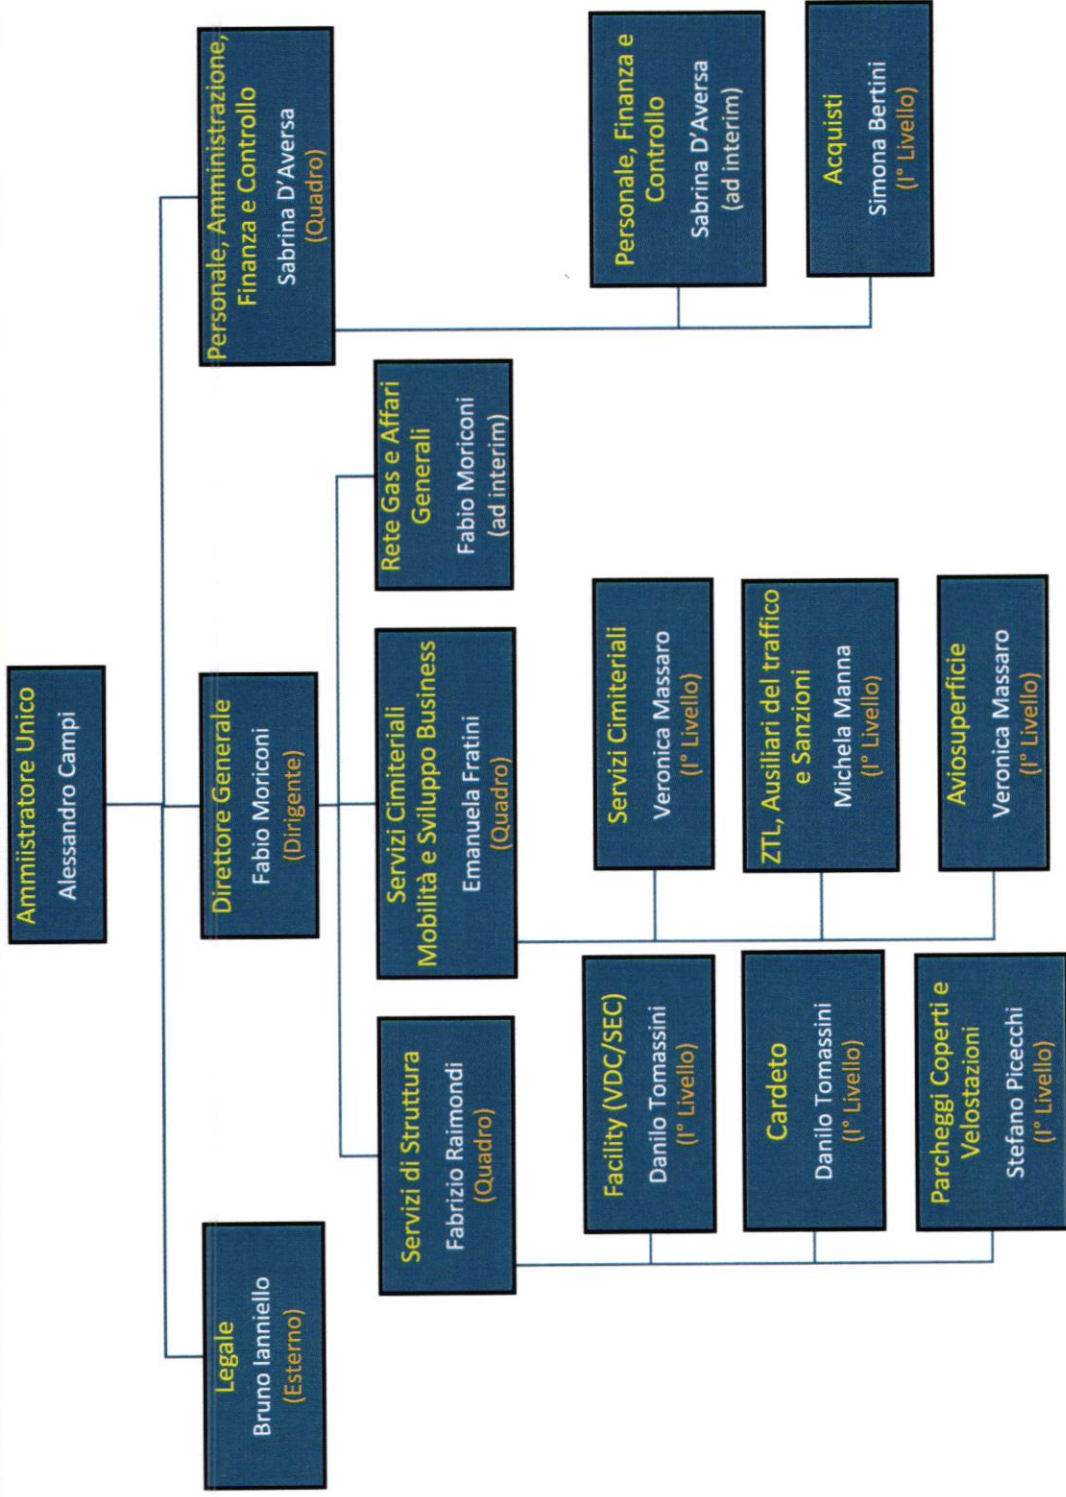 Ammiistratore Unico
Alessandro Campi
Legale
Bruno Ianniello
(Esterno)
Direttore Generale
Fabio Moriconi
(Dirigente)
Personale, Amministrazione,
Finanza e Controllo
Sabrina D'Aversa
(Quadro)
Servizi di Struttura
Fabrizio Raimondi
(Quadro)
Servizi Cimiteriali
Mobilità e Sviluppo Business
Emanuela Fratini
(Quadro)
Rete Gas e Affari
Generali
Fabio Moriconi
(ad interim)
Facility (VDC/SEC)
Danilo Tomassini
(I° Livello)
Cardeto
Danilo Tomassini
(I° Livello)
Parcheggi Coperti e
Velostazioni
Stefano Picecchi
(I° Livello)
Servizi Cimiteriali
Veronica Massaro
(I° Livello)
ZTL, Ausiliari del traffico
e Sanzioni
Michela Manna
(I° Livello)
Aviosuperficie
Veronica Massaro
(I° Livello)
Personale, Finanza e
Controllo
Sabrina D'Aversa
(ad interim)
Acquisti
Simona Bertini
(I° Livello)